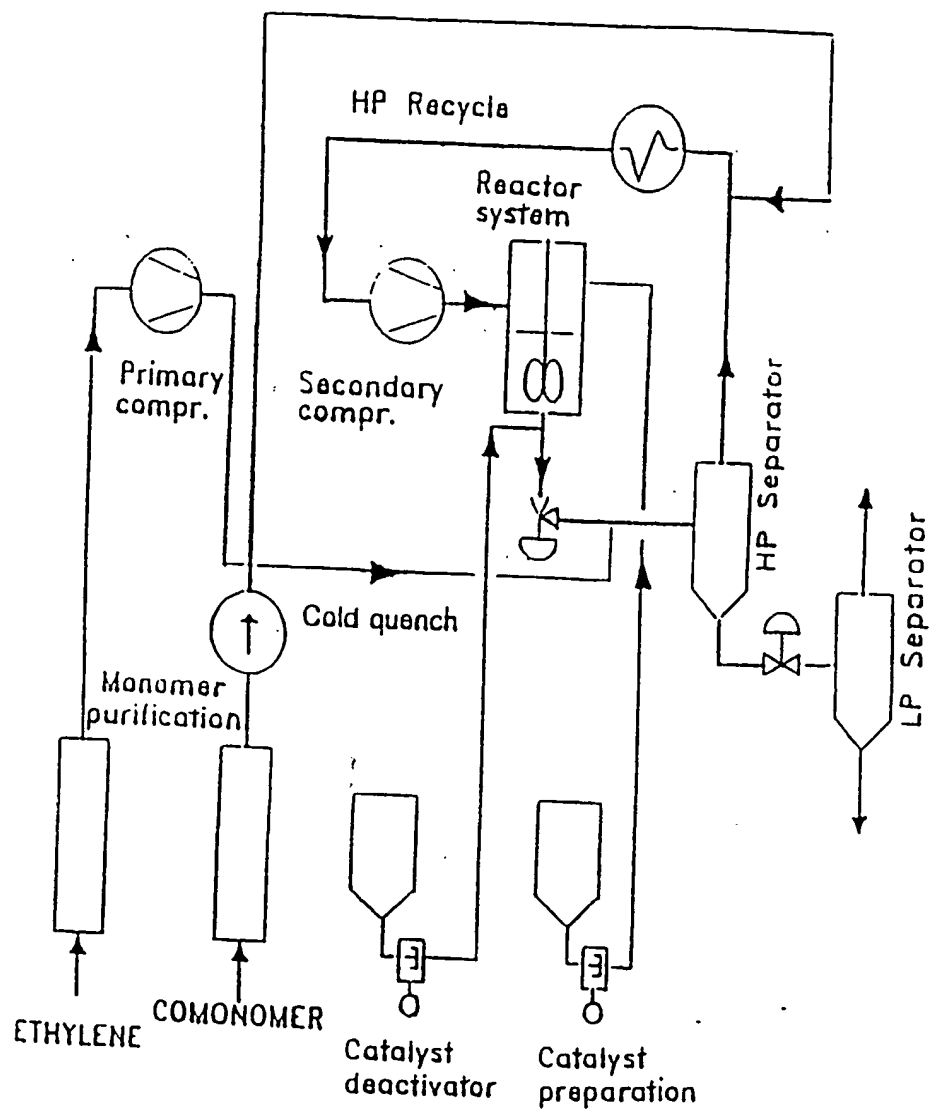 HP Recycle
Reactor
system
Primary
compr.
Secondary
compr.
HP Separator
LP Separator
Cold quench
Monomer
purification
ETHYLENE
COMONOMER
Catalyst
deactivator
Catalyst
preparation